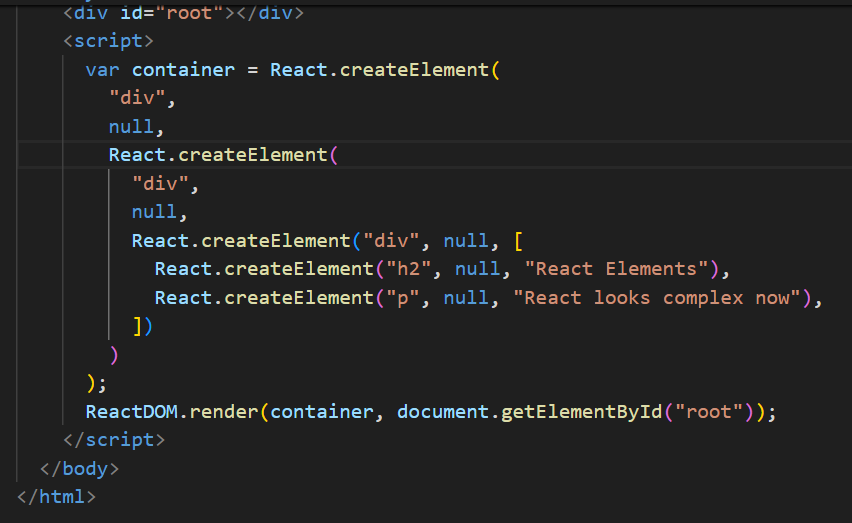 <div id="root"></div>
<script>
var container = React.createElement(
"div",
null,
React.createElement(
"div",
null,
React.createElement("div", null, [
React.createElement("h2", null, "React Elements"),
React.createElement("p", null, "React looks complex now"),
])
)
);
ReactDOM.render(container, document.getElementById("root"));
</script>
</body>
</html>